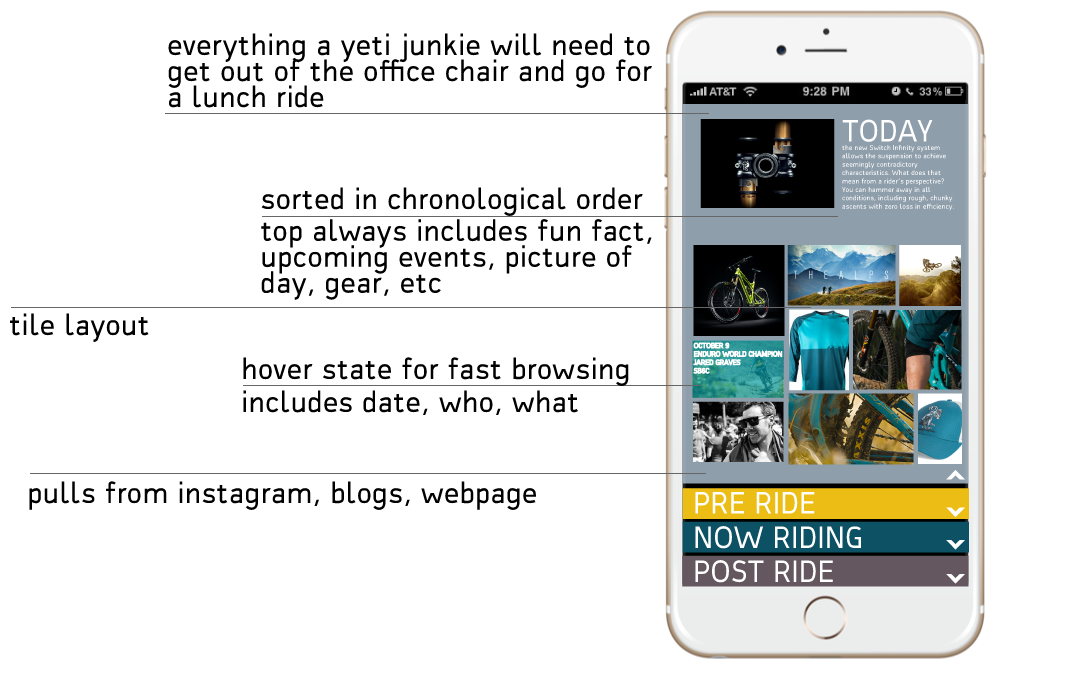 everything a yeti junkie will need to
get out of the office chair and go for
a lunch ride
sorted in chronological order
top always includes fun fact,
upcoming events, picture of
day, gear, etc
tile layout
hover state for fast browsing
includes date, who, what
pulls from instagram, blogs, webpage
AT&T 9:28 PM 33%
TODAY
the new Switch Infinity system
allows the suspension to achieve
seemingly contradictory
characteristics. What does that
mean from a rider's perspective?
You can hammer away in all
conditions, including rough, chunky
ascents with zero loss in efficiency.
THE ALPS
OCTOBER 9
ENDURO WORLD CHAMPION
JARED GRAVES
SB6C
PRE RIDE
NOW RIDING
POST RIDE